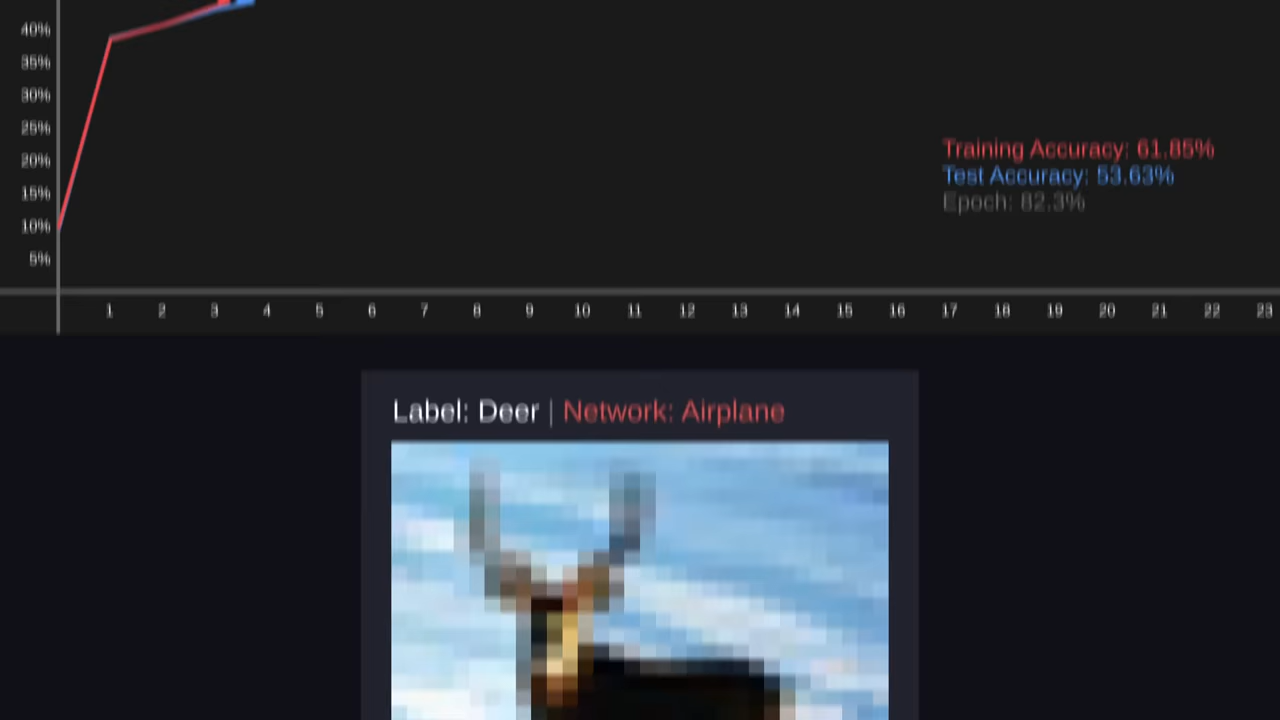 40%
35%
30%
25%
20%
15%
10%
5%
Training Accuracy: 61.85%
Test Accuracy: 53.63%
Epoch: 82.3%
1 2 3 4 5 6 7 8 9 10 11 12 13 14 15 16 17 18 19 20 21 22 23
Label: Deer | Network: Airplane